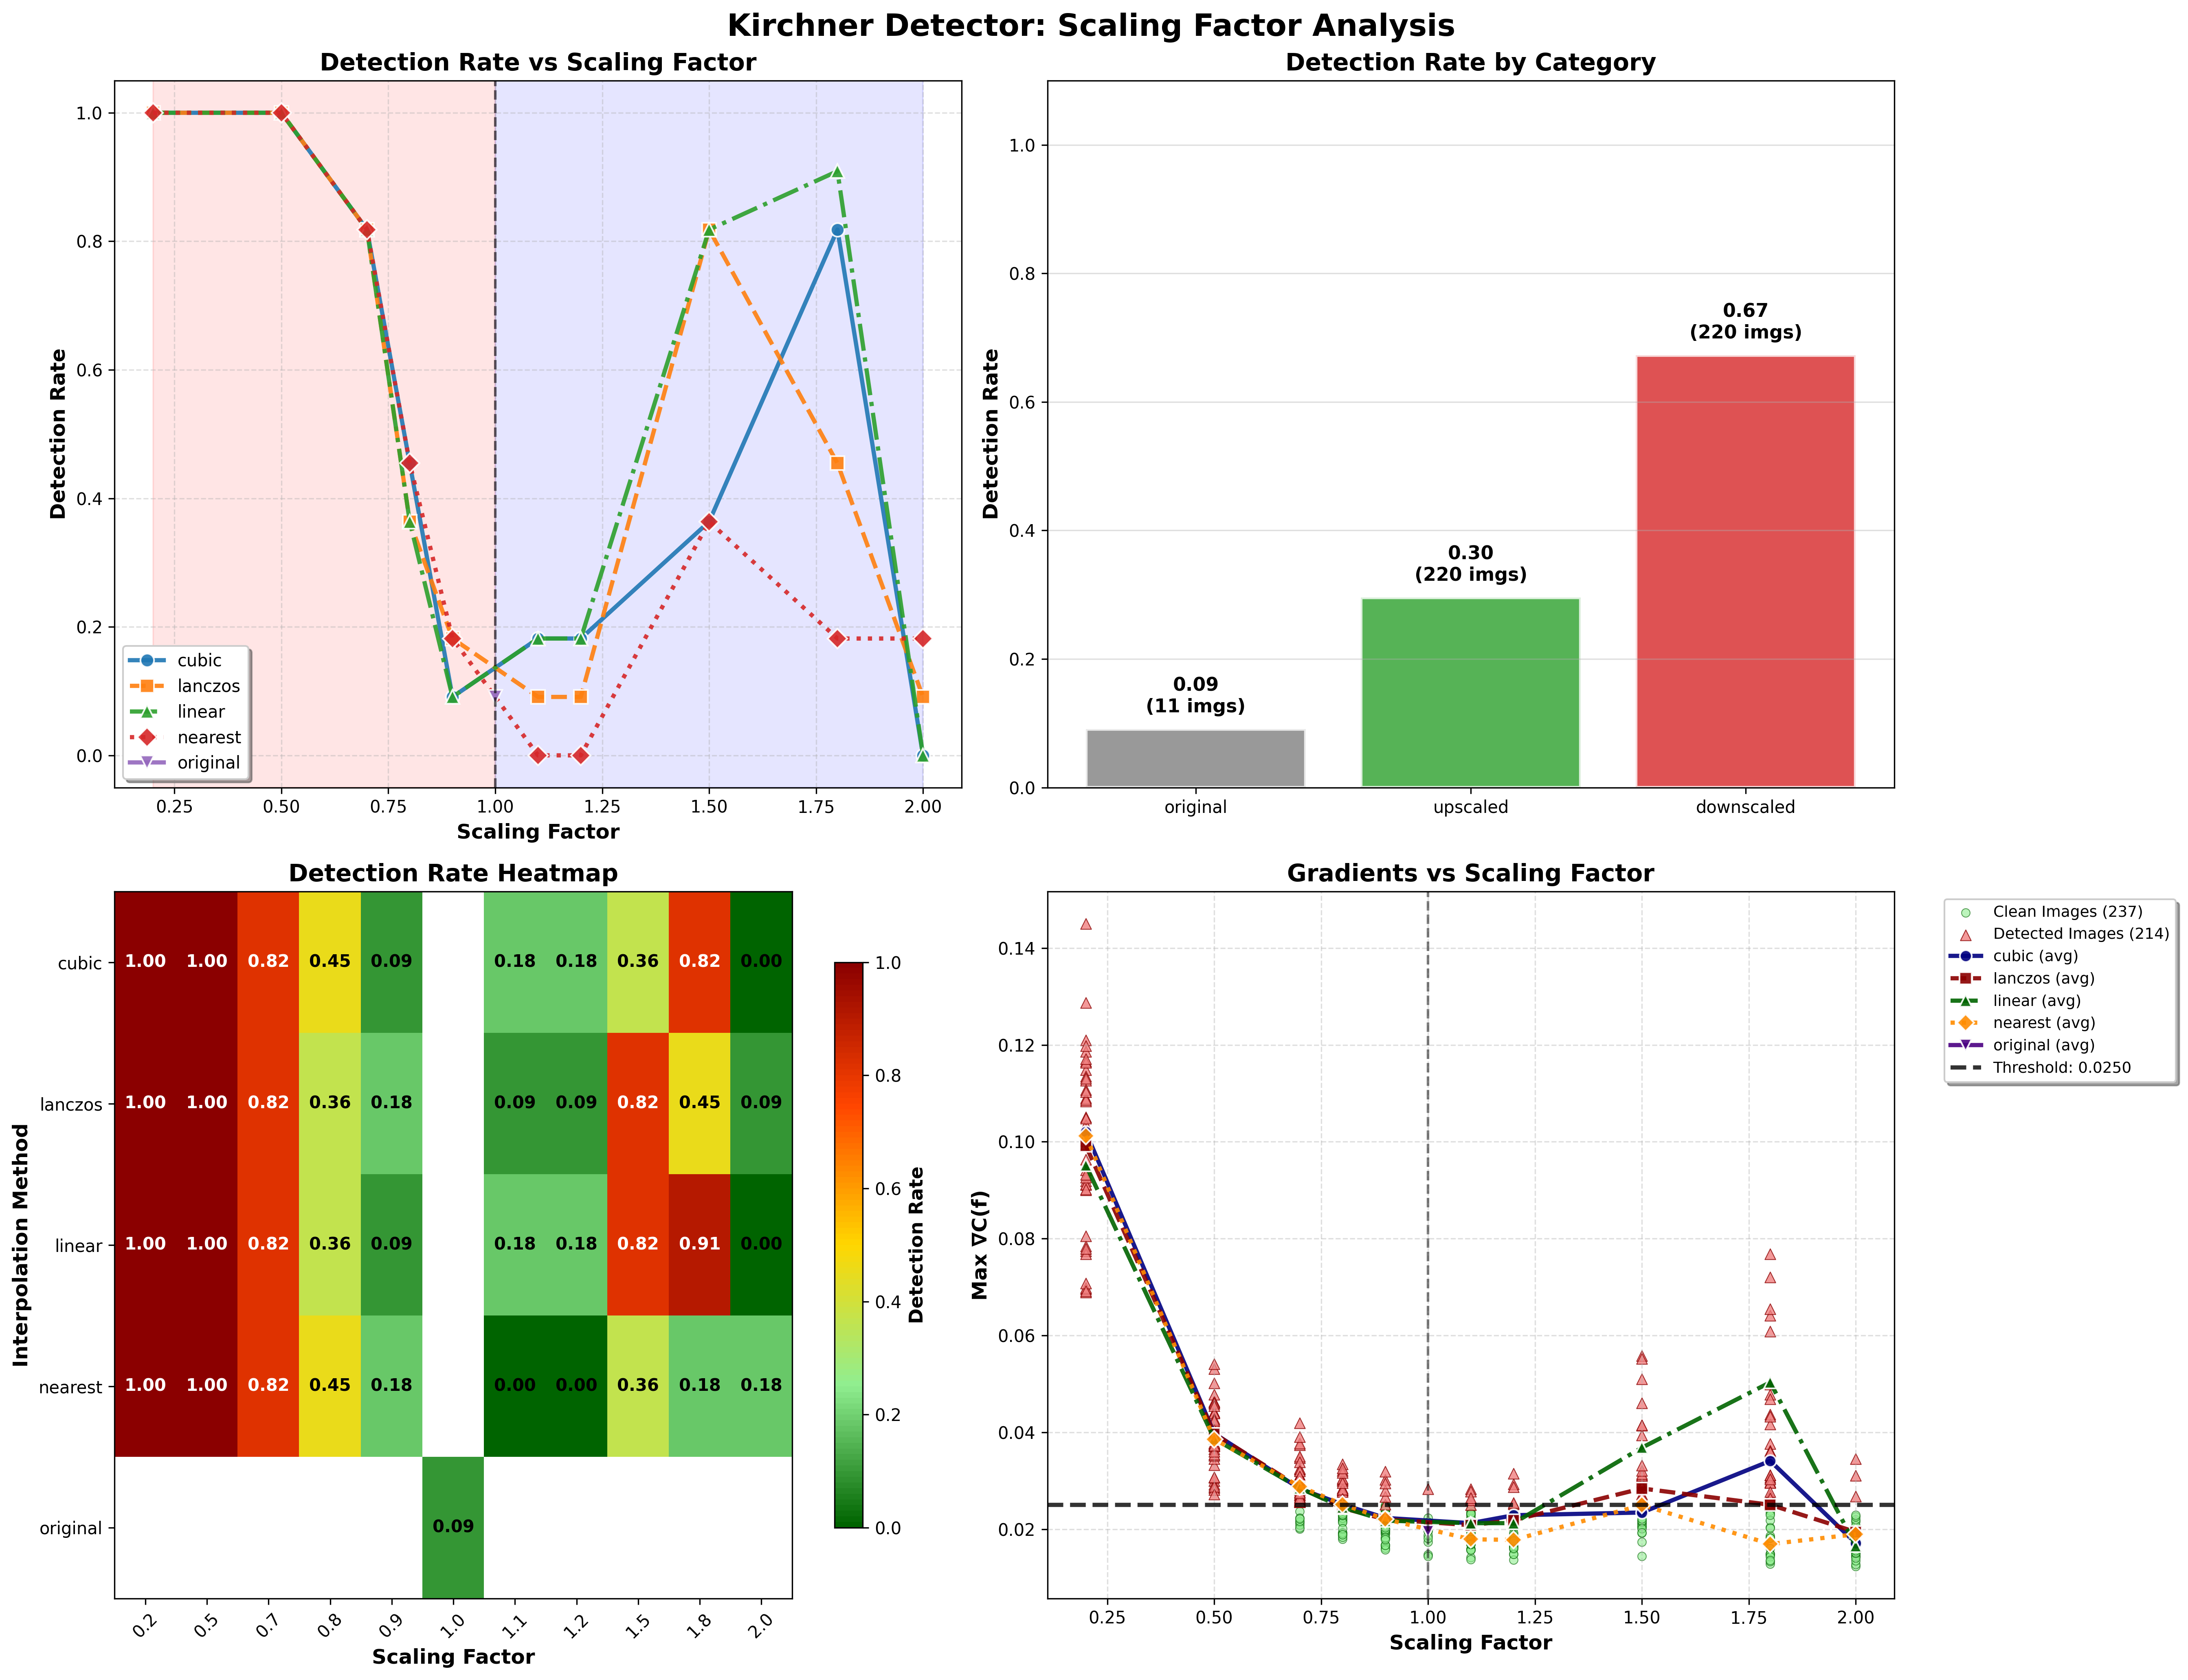 Kirchner Detector: Scaling Factor Analysis
Detection Rate vs Scaling Factor
Detection Rate
1.0
0.8
0.6
0.4
0.2
0.0
cubic
lanczos
linear
nearest
original
0.25 0.50 0.75 1.00 1.25 1.50 1.75 2.00
Scaling Factor
Detection Rate by Category
Detection Rate
1.0
0.8
0.6
0.4
0.2
0.0
0.09
(11 imgs)
0.30
(220 imgs)
0.67
(220 imgs)
original upscaled downscaled
Detection Rate Heatmap
Interpolation Method
cubic 1.00 1.00 0.82 0.45 0.09 0.18 0.18 0.36 0.82 0.00
lanczos 1.00 1.00 0.82 0.36 0.18 0.09 0.09 0.82 0.45 0.09
linear 1.00 1.00 0.82 0.36 0.09 0.18 0.18 0.82 0.91 0.00
nearest 1.00 1.00 0.82 0.45 0.18 0.00 0.00 0.36 0.18 0.18
original 0.09
0.2 0.5 0.7 0.8 0.9 1.0 1.1 1.2 1.5 1.8 2.0
Scaling Factor
1.0
0.8
0.6
0.4
0.2
0.0
Detection Rate
Gradients vs Scaling Factor
Max ∇C(f)
0.14
0.12
0.10
0.08
0.06
0.04
0.02
0.25 0.50 0.75 1.00 1.25 1.50 1.75 2.00
Scaling Factor
Clean Images (237)
Detected Images (214)
cubic (avg)
lanczos (avg)
linear (avg)
nearest (avg)
original (avg)
Threshold: 0.0250